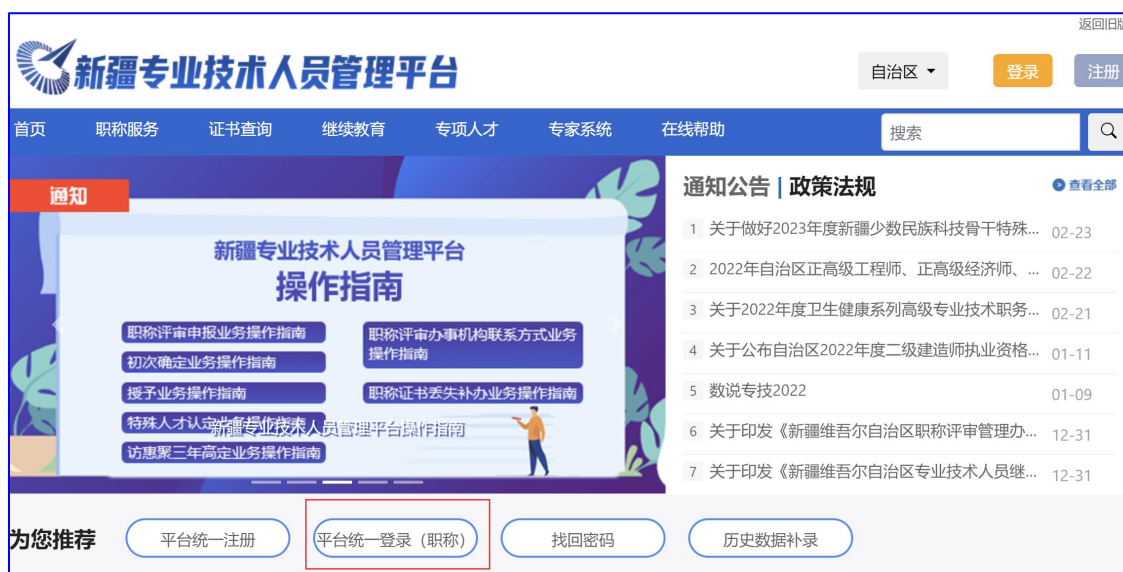 返回旧版
新疆专业技术人员管理平台
自治区
登录
注册
首页 职称服务 证书查询 继续教育 专项人才 专家系统 在线帮助
搜索
通知
新疆专业技术人员管理平台
操作指南
职称评审申报业务操作指南
初次确定业务操作指南
授予业务操作指南
特殊人才认定业务操作指南
访惠聚三年高定业务操作指南
职称评审办事机构联系方式业务
操作指南
职称证书丢失补办业务操作指南
新疆专业技术人员管理平台操作指南
通知公告 | 政策法规 查看全部
1 关于做好2023年度新疆少数民族科技骨干特殊... 02-23
2 2022年自治区正高级工程师、正高级经济师、... 02-22
3 关于2022年度卫生健康系列高级专业技术职务... 02-21
4 关于公布自治区2022年度二级建造师执业资格... 01-11
5 数说专技2022 01-09
6 关于印发《新疆维吾尔自治区职称评审管理办... 12-31
7 关于印发《新疆维吾尔自治区专业技术人员继... 12-31
为您推荐 平台统一注册 平台统一登录（职称） 找回密码 历史数据补录